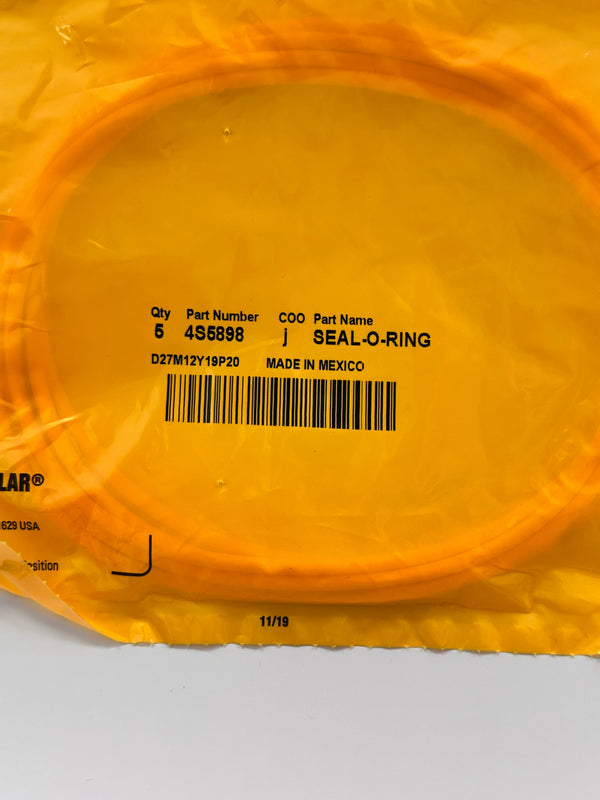 Qty Part Number COO Part Name
5 4S5898 j SEAL-O-RING
D27M12Y19P20 MADE IN MEXICO
LAR®
629 USA
11/19